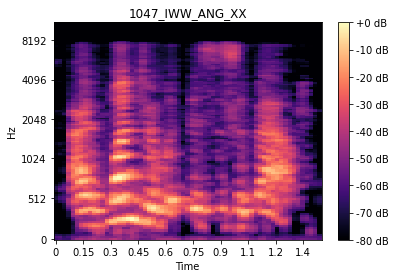 1047_IWW_ANG_XX
Hz
8192
4096
2048
1024
512
0
0 0.15 0.3 0.45 0.6 0.75 0.9 1.1 1.2 1.4
Time
+0 dB
-10 dB
-20 dB
-30 dB
-40 dB
-50 dB
-60 dB
-70 dB
-80 dB